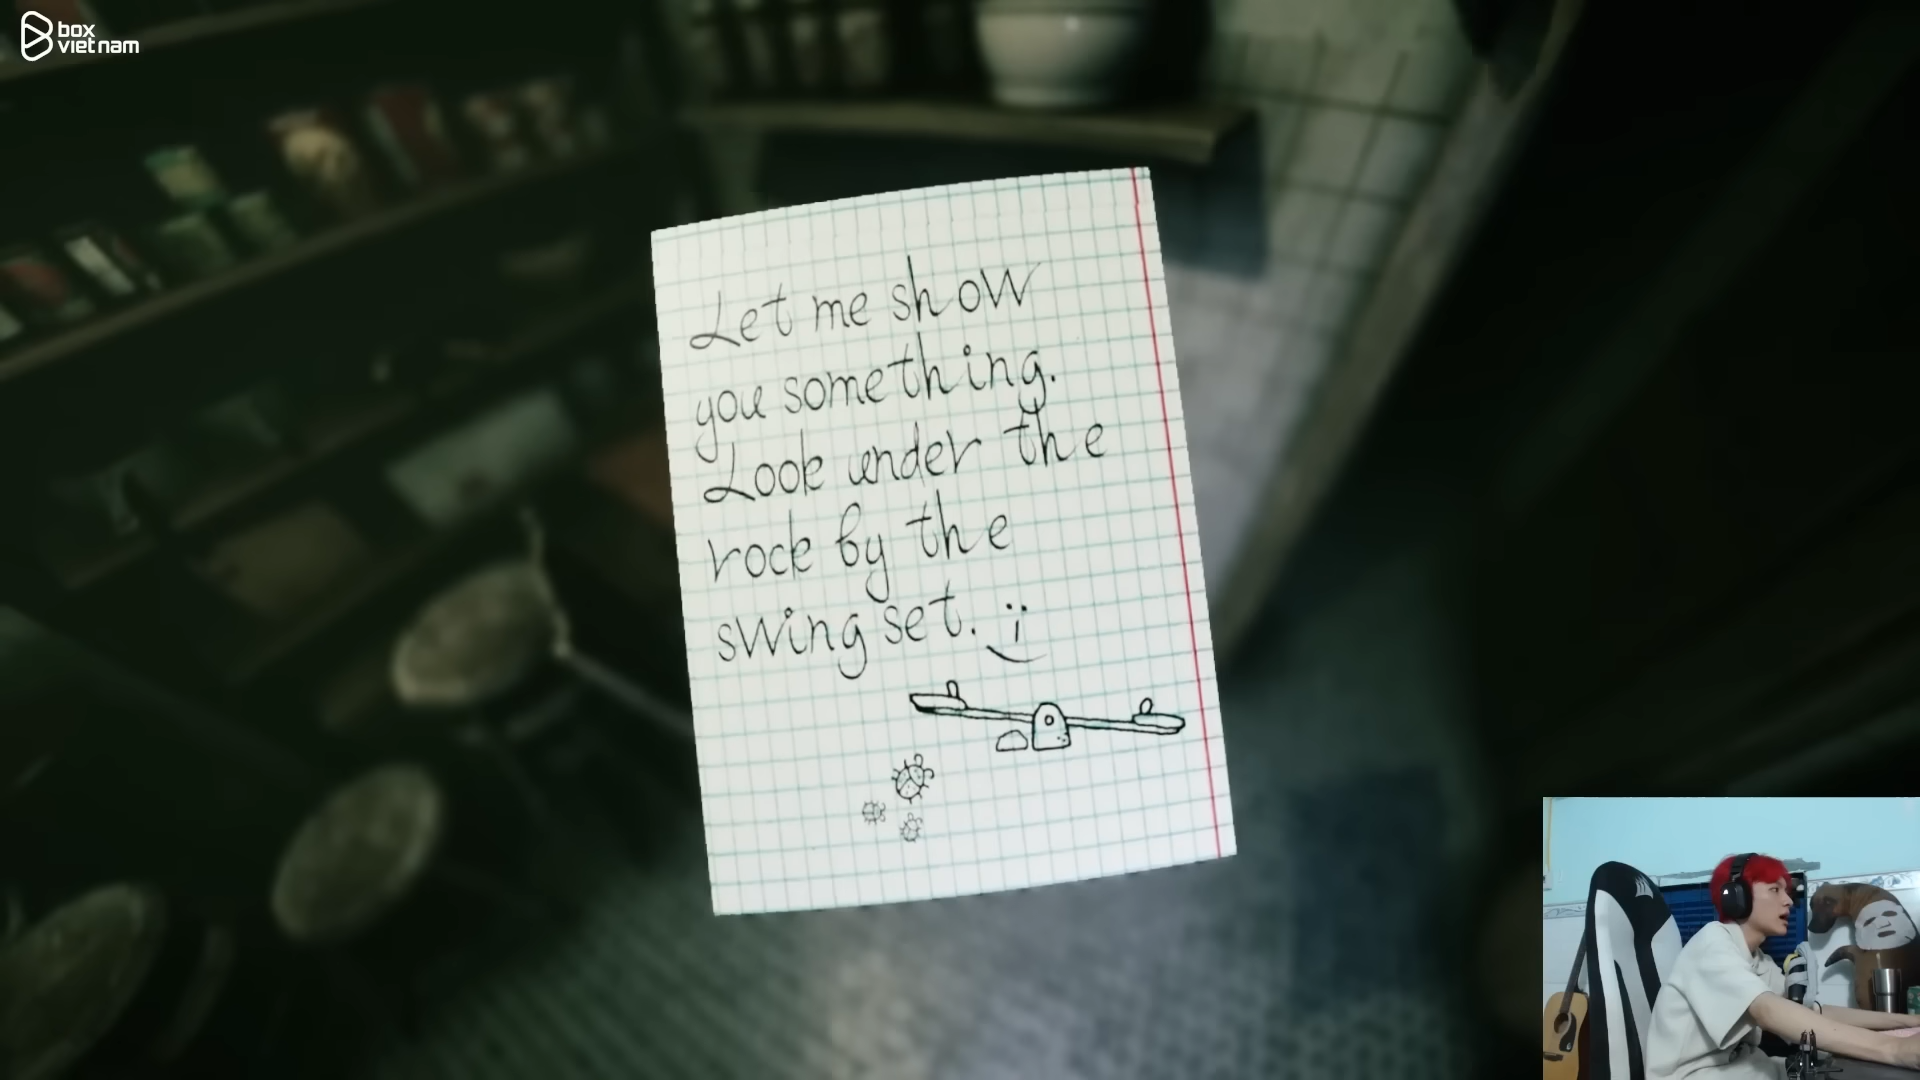 box
viet nam
Let me show
you something.
Look under the
rock by the
swing set.